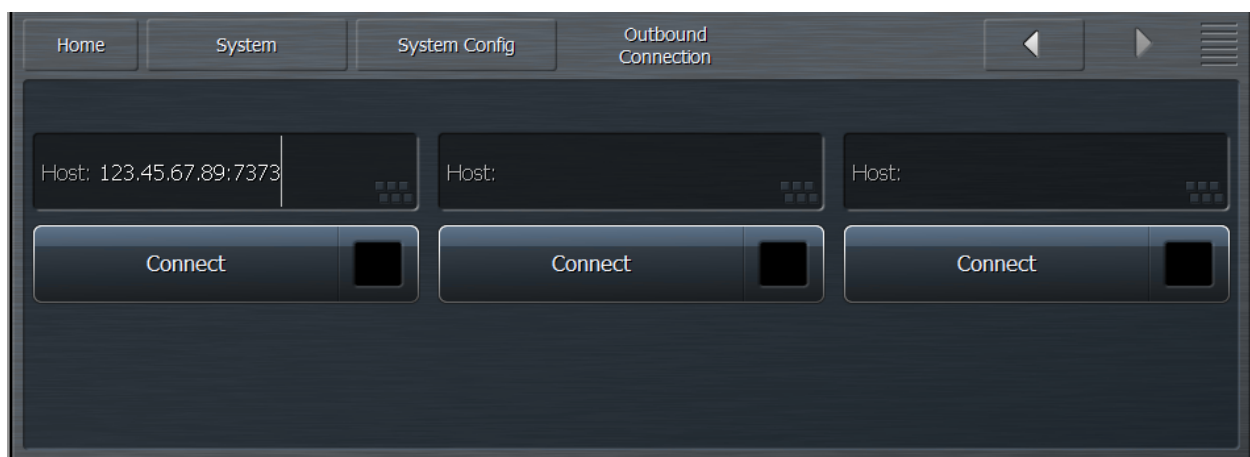 Home
System
System Config
Outbound
Connection
Host: 123.45.67.89:7373
Host:
Host:
Connect
Connect
Connect